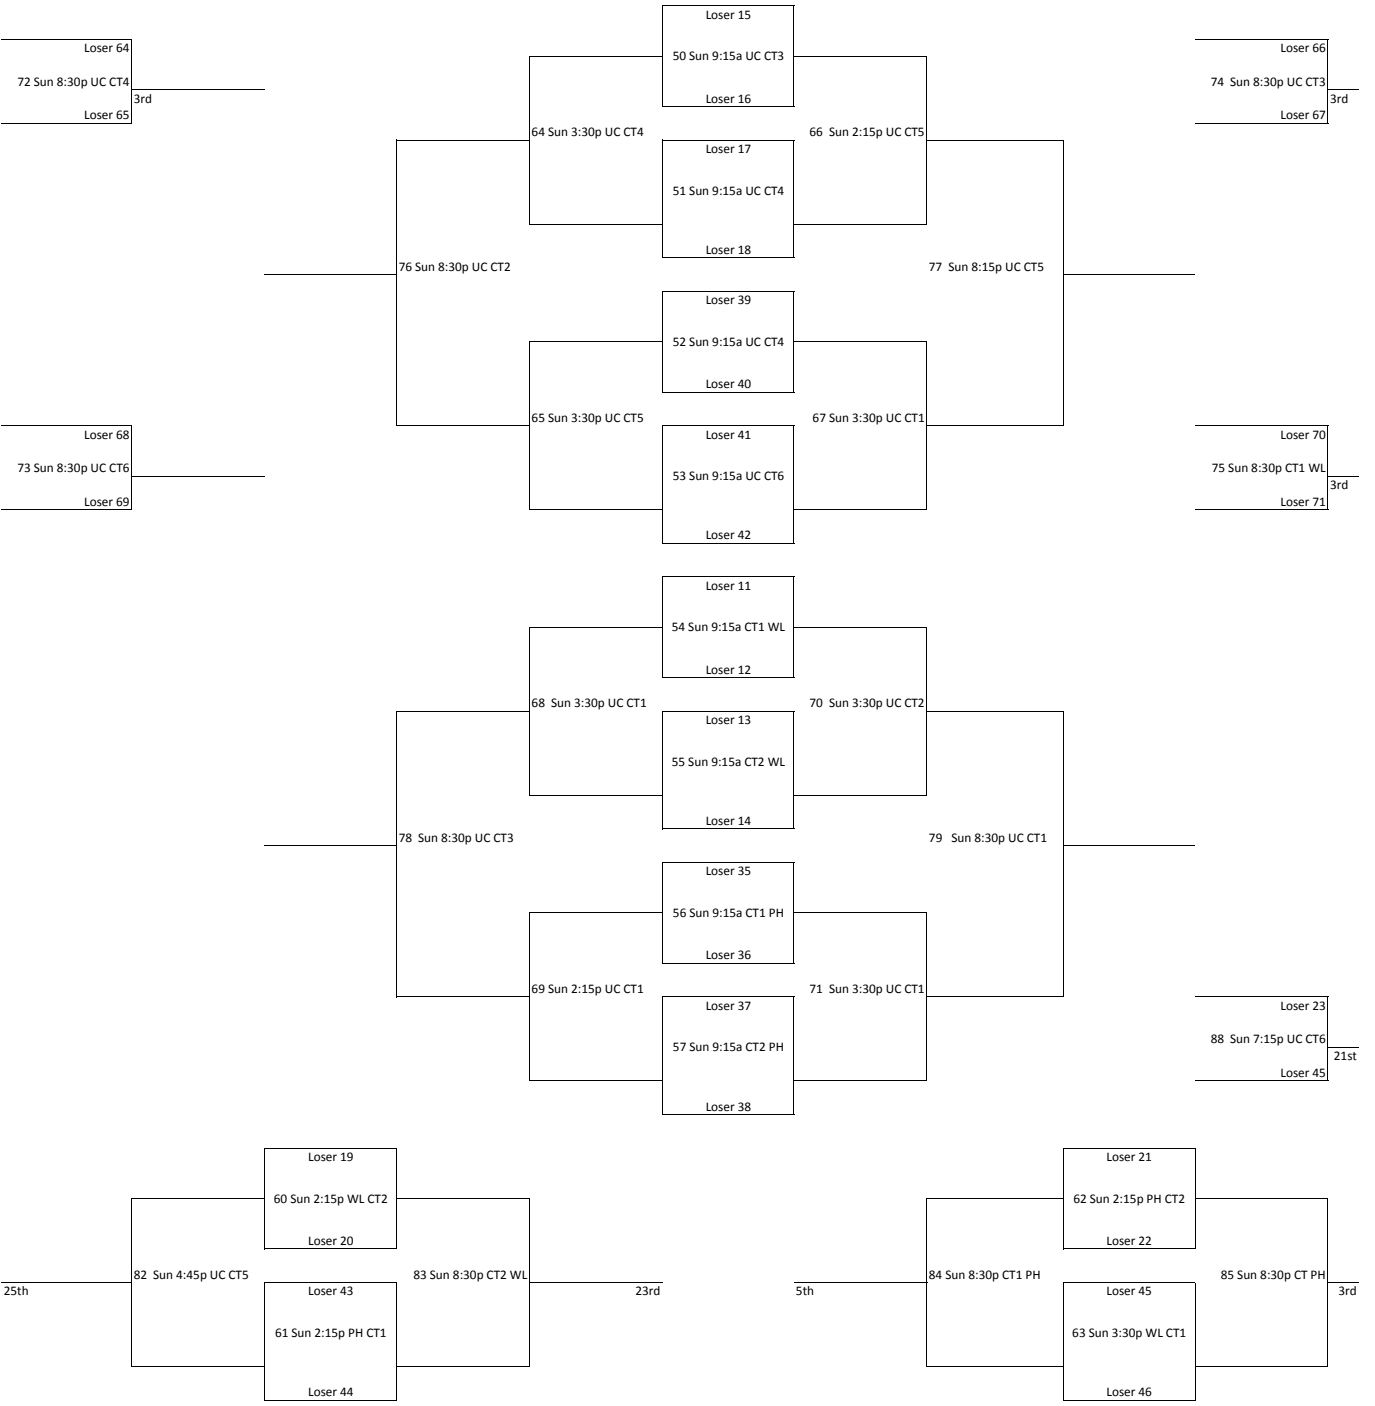 Loser 15
Loser 64
50 Sun 9:15a UC CT3
Loser 66
72 Sun 8:30p UC CT4
3rd
Loser 16
74  Sun 8:30p UC CT3
3rd
Loser 65
Loser 67
64 Sun 3:30p UC CT4
66  Sun 2:15p UC CT5
Loser 17
51 Sun 9:15a UC CT4
Loser 18
76 Sun 8:30p UC CT2
77  Sun 8:15p UC CT5
Loser 39
52 Sun 9:15a UC CT4
Loser 40
65 Sun 3:30p UC CT5
67 Sun 3:30p UC CT1
Loser 68
Loser 41
Loser 70
73 Sun 8:30p UC CT6
53 Sun 9:15a UC CT6
75 Sun 8:30p CT1 WL
3rd
Loser 69
Loser 71
Loser 42
Loser 11
54 Sun 9:15a CT1 WL
Loser 12
68  Sun 3:30p UC CT1
70  Sun 3:30p UC CT2
Loser 13
55 Sun 9:15a CT2 WL
Loser 14
78  Sun 8:30p UC CT3
79   Sun 8:30p UC CT1
Loser 35
56 Sun 9:15a CT1 PH
Loser 36
69 Sun 2:15p UC CT1
71  Sun 3:30p UC CT1
Loser 37
Loser 23
57 Sun 9:15a CT2 PH
88  Sun 7:15p UC CT6
21st
Loser 45
Loser 38
Loser 19
Loser 21
60 Sun 2:15p WL CT2
62 Sun 2:15p PH CT2
Loser 20
Loser 22
82  Sun 4:45p UC CT5
83 Sun 8:30p CT2 WL
84 Sun 8:30p CT1 PH
85 Sun 8:30p CT PH
25th
Loser 43
23rd
5th
Loser 45
3rd
61 Sun 2:15p PH CT1
63 Sun 3:30p WL CT1
Loser 44
Loser 46